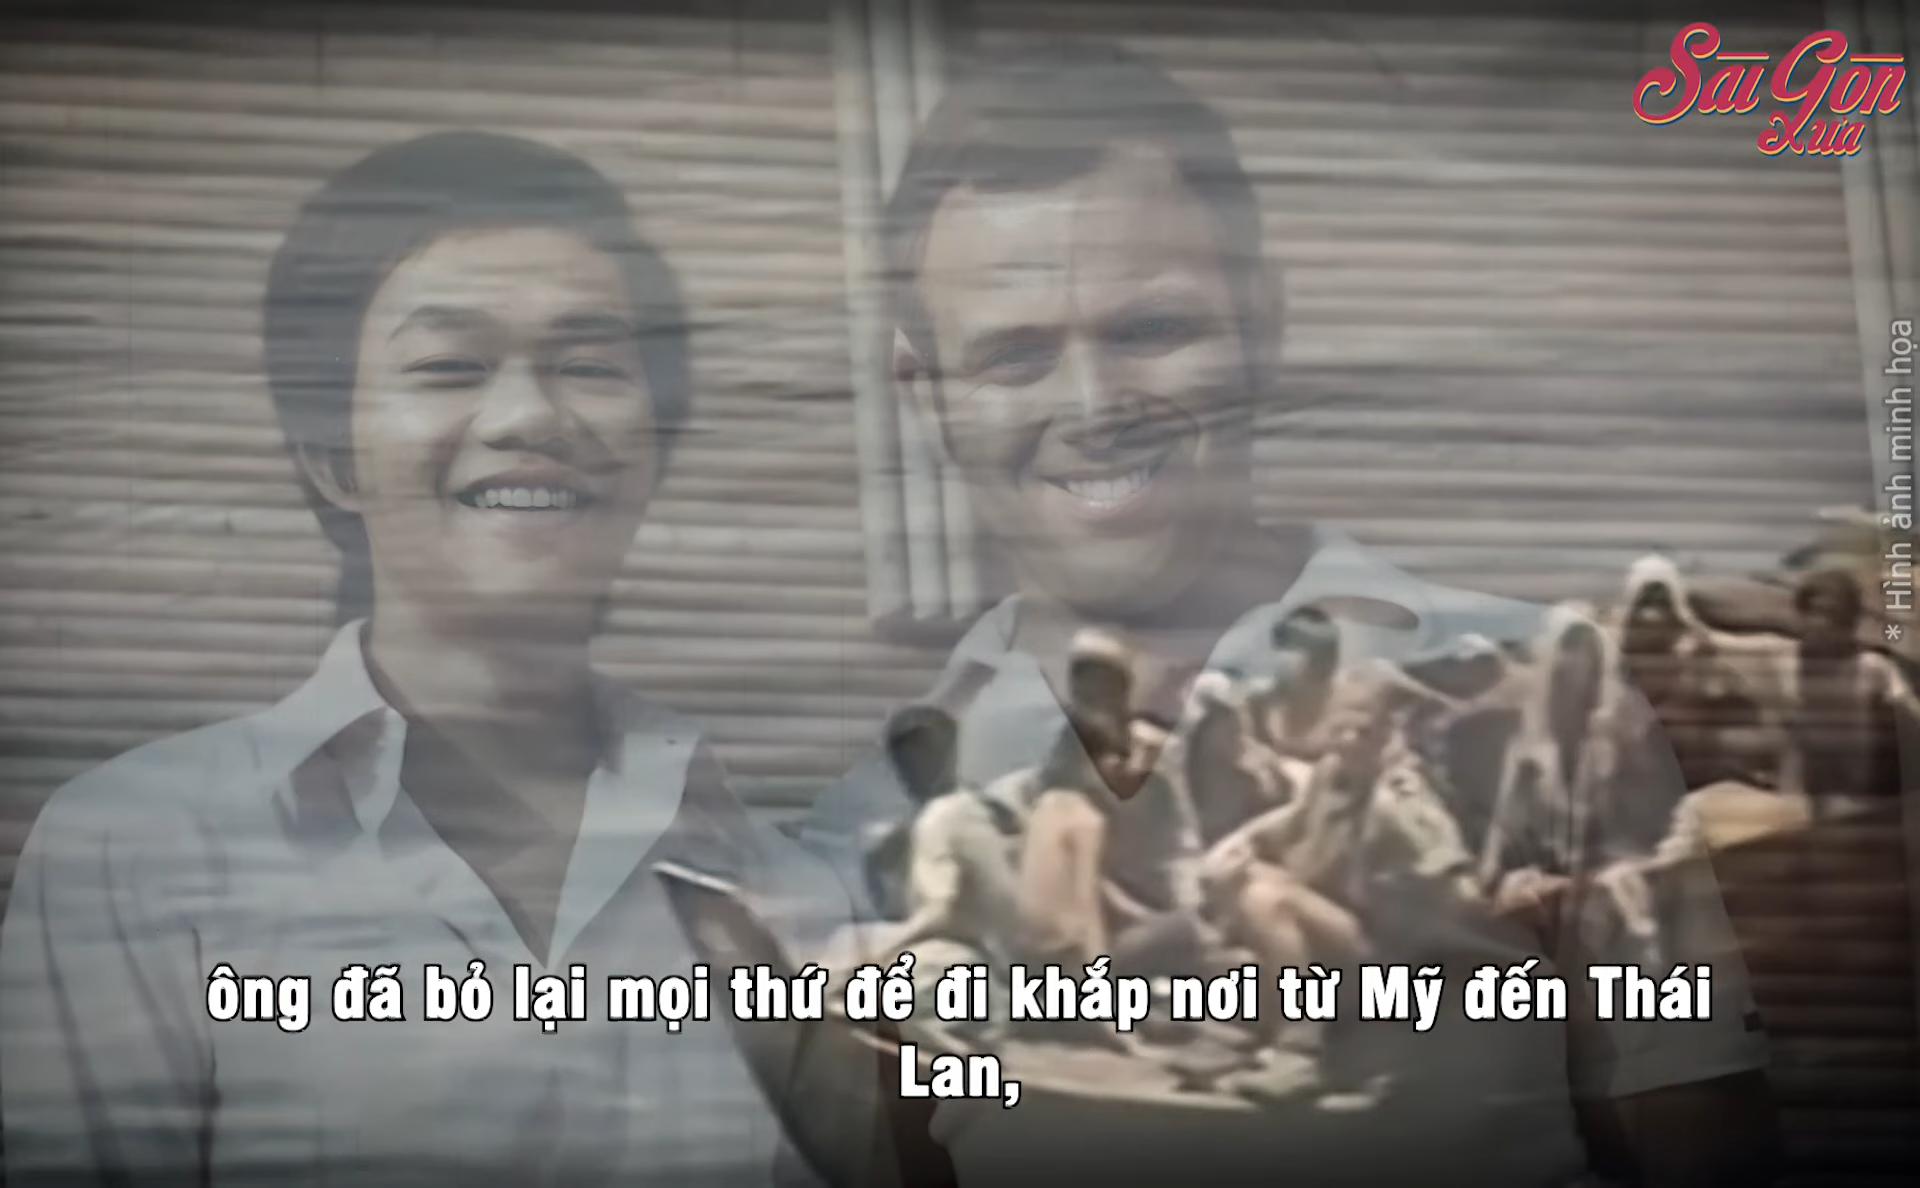 Sài Gòn
Xưa
* Hình ảnh minh họa
ông đã bỏ lại mọi thứ để đi khắp nơi từ Mỹ đến Thái
Lan,